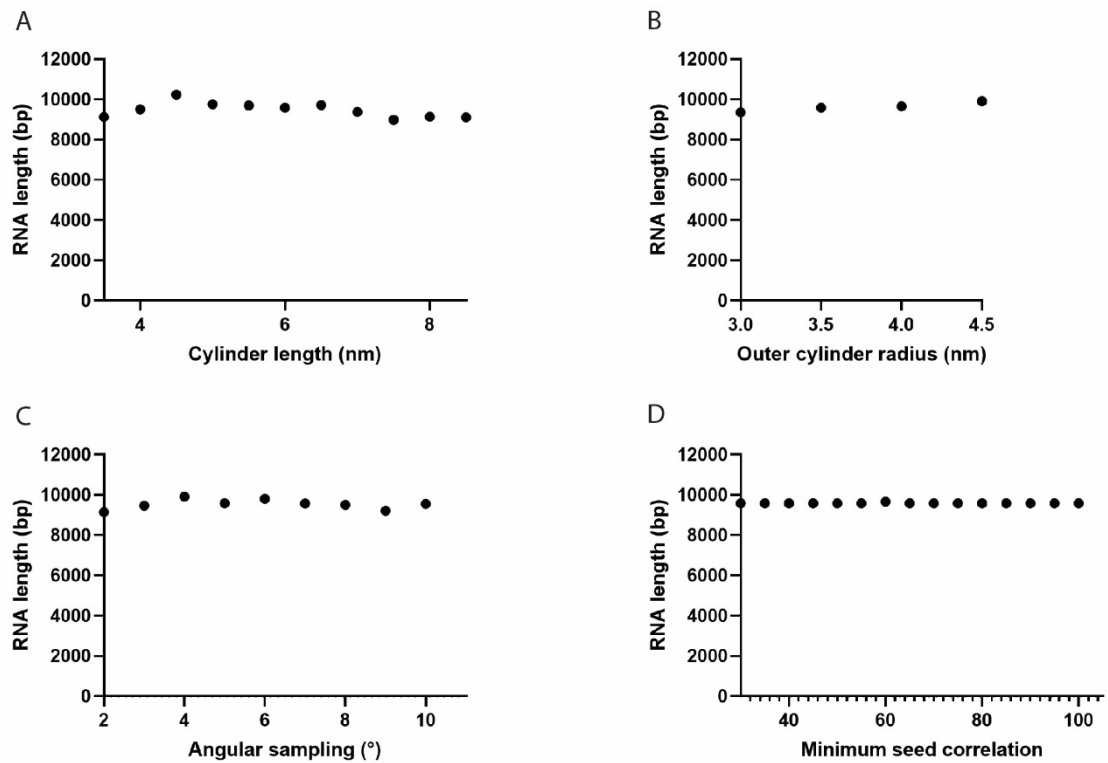 A
12000
10000
8000
6000
4000
2000
0
RNA length (bp)
4 6 8
Cylinder length (nm)
B
12000
10000
8000
6000
4000
2000
0
RNA length (bp)
3.0 3.5 4.0 4.5
Outer cylinder radius (nm)
C
12000
10000
8000
6000
4000
2000
0
RNA length (bp)
2 4 6 8 10
Angular sampling (°)
D
12000
10000
8000
6000
4000
2000
0
RNA length (bp)
40 60 80 100
Minimum seed correlation